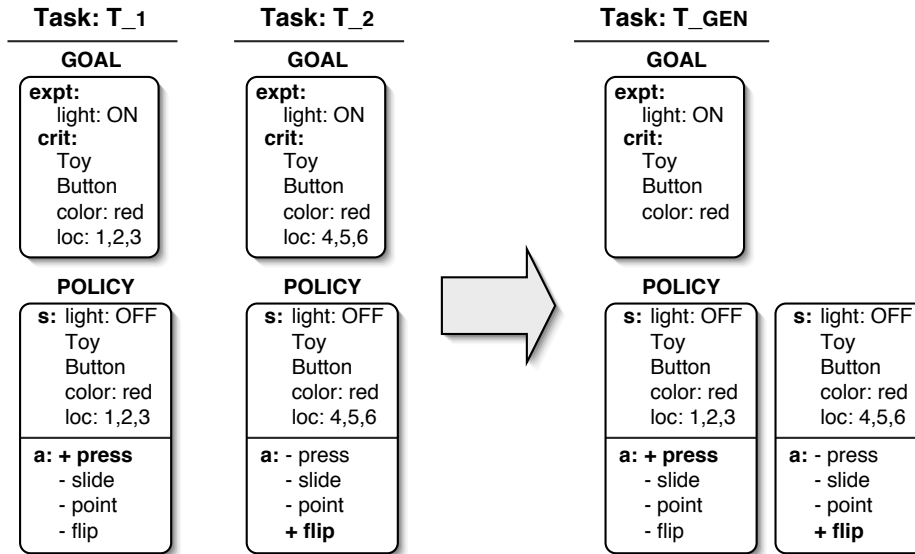 Task: T_1
GOAL
expt:
light: ON
crit:
Toy
Button
color: red
loc: 1,2,3
POLICY
s: light: OFF
Toy
Button
color: red
loc: 1,2,3
a: + press
- slide
- point
- flip
Task: T_2
GOAL
expt:
light: ON
crit:
Toy
Button
color: red
loc: 4,5,6
POLICY
s: light: OFF
Toy
Button
color: red
loc: 4,5,6
a: - press
- slide
- point
+ flip
Task: T_GEN
GOAL
expt:
light: ON
crit:
Toy
Button
color: red
POLICY
s: light: OFF
Toy
Button
color: red
loc: 1,2,3
a: + press
- slide
- point
- flip
s: light: OFF
Toy
Button
color: red
loc: 4,5,6
a: - press
- slide
- point
+ flip